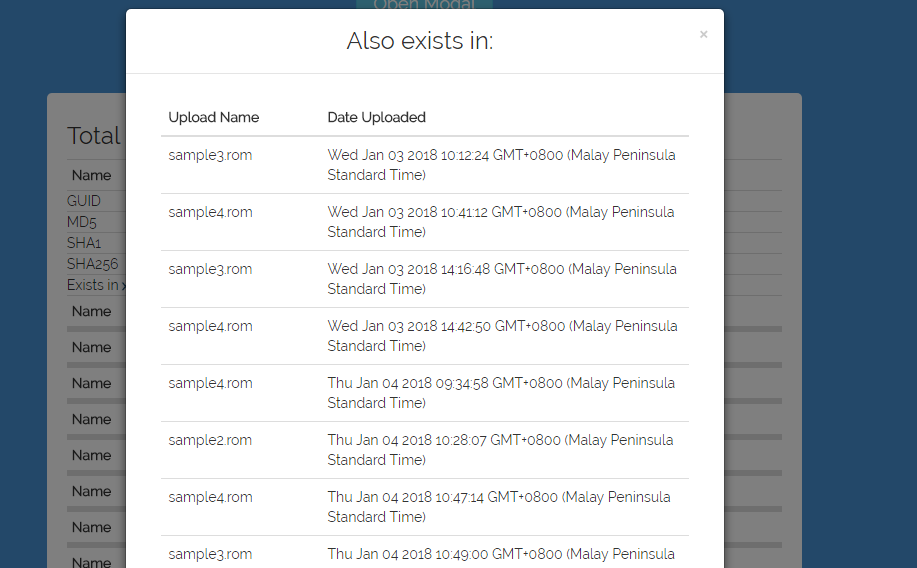 Open Modal
Also exists in:
×
Upload Name Date Uploaded
sample3.rom Wed Jan 03 2018 10:12:24 GMT+0800 (Malay Peninsula
Standard Time)
sample4.rom Wed Jan 03 2018 10:41:12 GMT+0800 (Malay Peninsula
Standard Time)
sample3.rom Wed Jan 03 2018 14:16:48 GMT+0800 (Malay Peninsula
Standard Time)
sample4.rom Wed Jan 03 2018 14:42:50 GMT+0800 (Malay Peninsula
Standard Time)
sample4.rom Thu Jan 04 2018 09:34:58 GMT+0800 (Malay Peninsula
Standard Time)
sample2.rom Thu Jan 04 2018 10:28:07 GMT+0800 (Malay Peninsula
Standard Time)
sample4.rom Thu Jan 04 2018 10:47:14 GMT+0800 (Malay Peninsula
Standard Time)
sample3.rom Thu Jan 04 2018 10:49:00 GMT+0800 (Malay Peninsula
Total
Name
GUID
MD5
SHA1
SHA256
Exists in
Name
Name
Name
Name
Name
Name
Name
Name